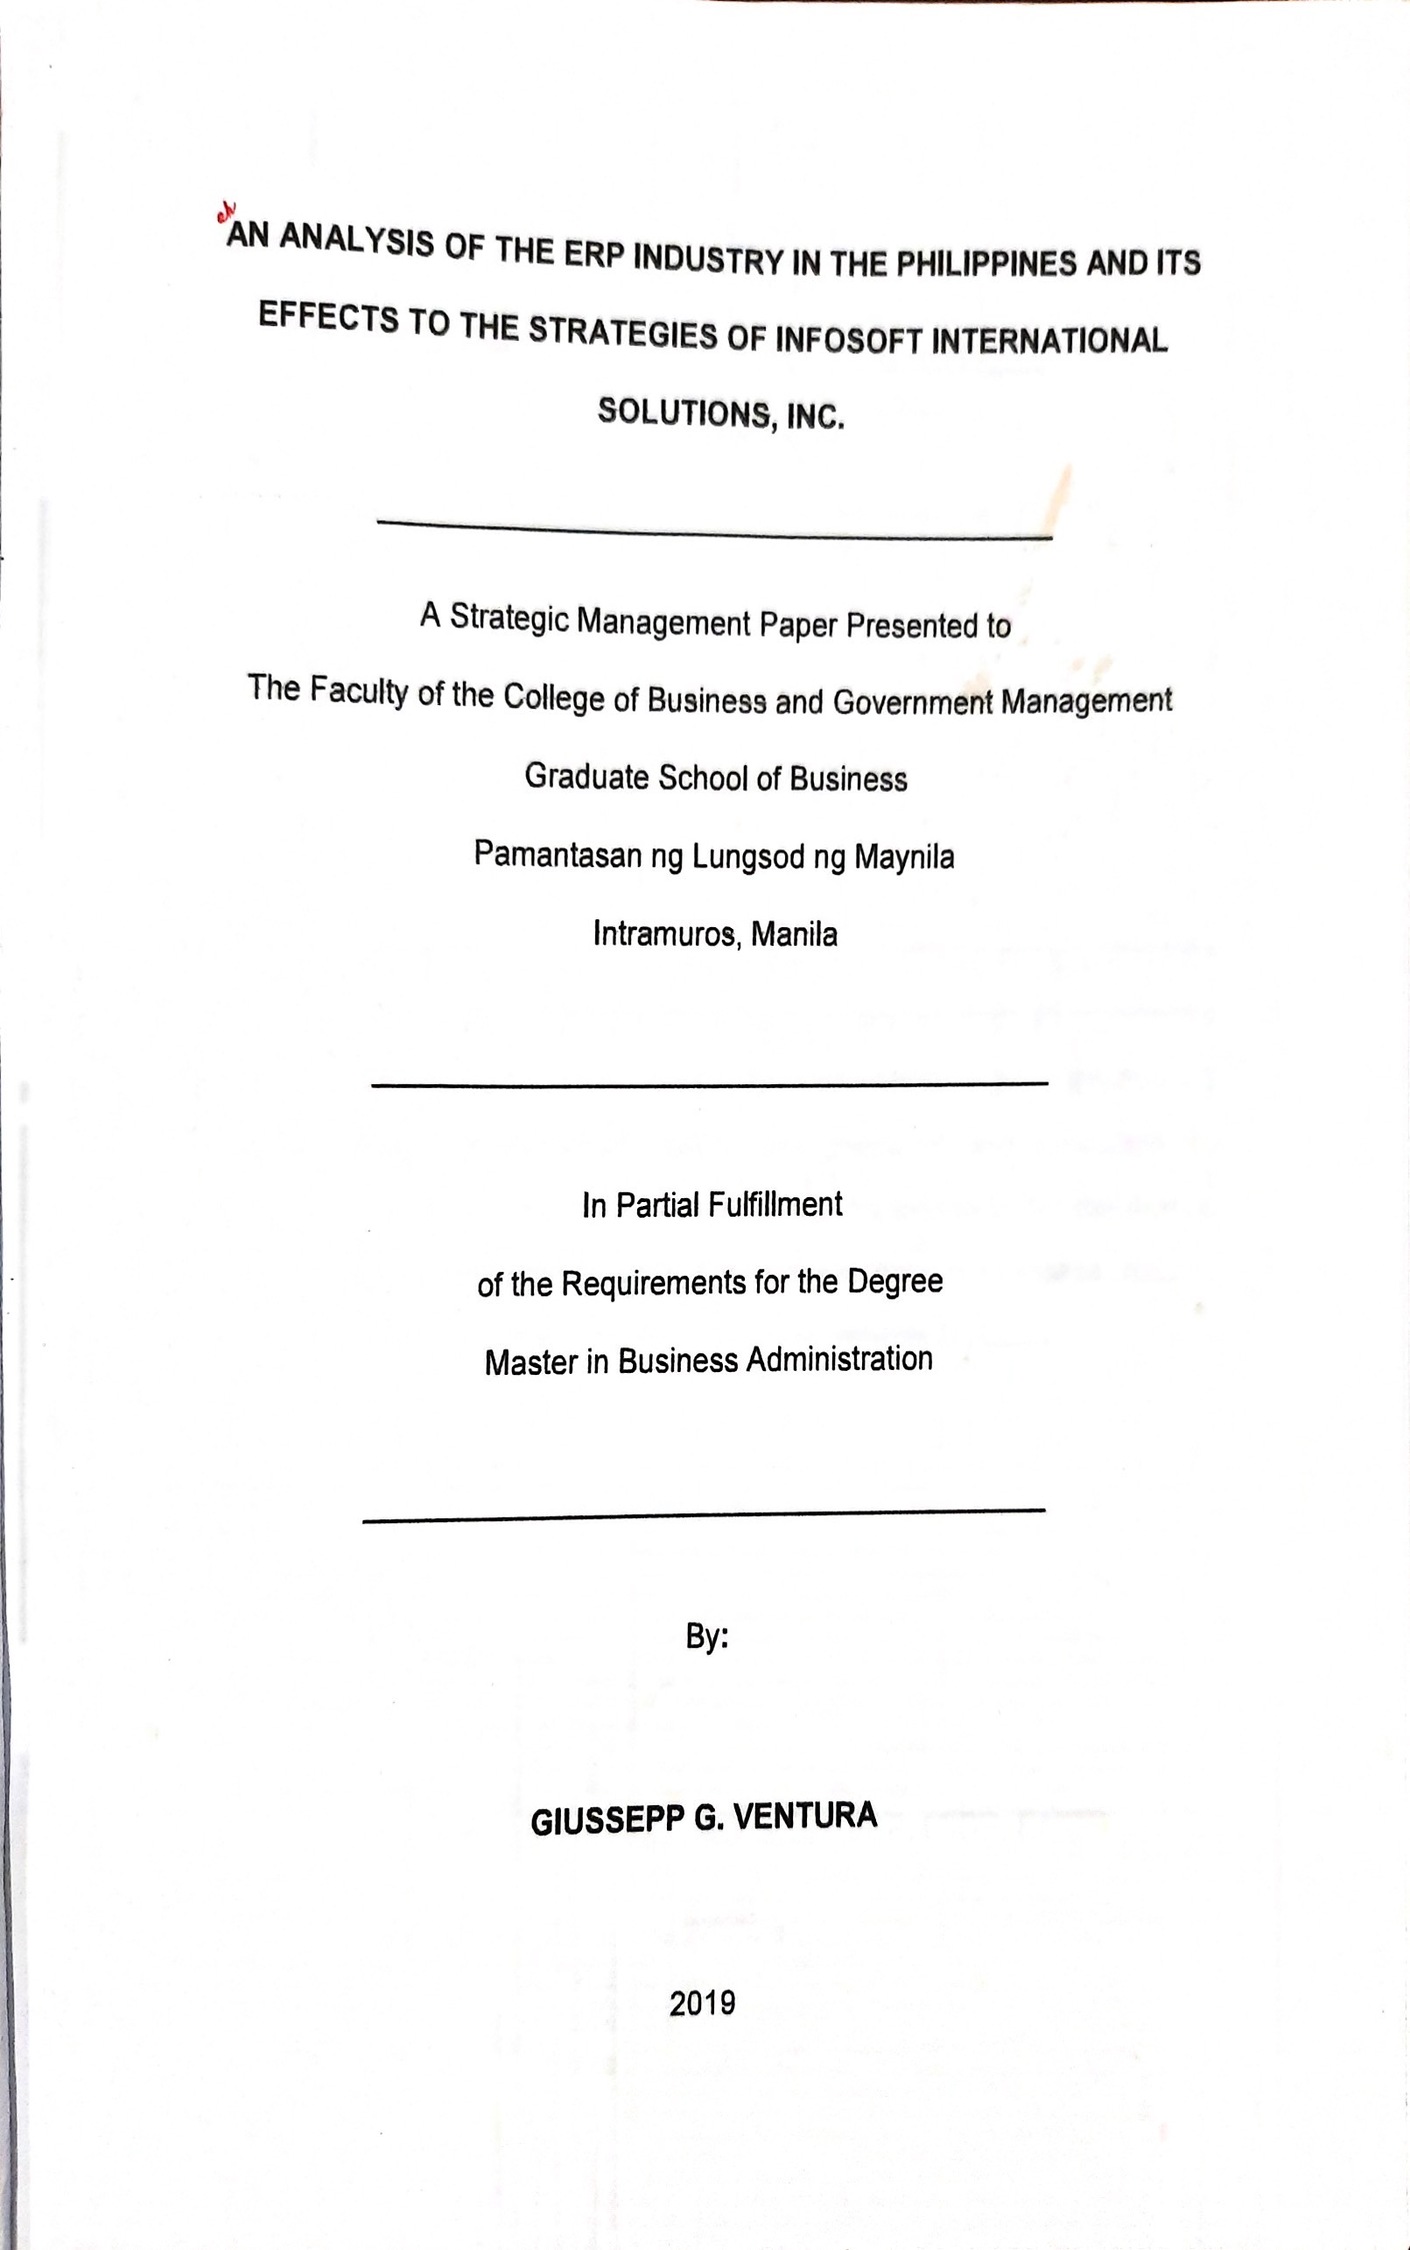 AN ANALYSIS OF THE ERP INDUSTRY IN THE PHILIPPINES AND ITS
EFFECTS TO THE STRATEGIES OF INFOSOFT INTERNATIONAL
SOLUTIONS, INC.
A Strategic Management Paper Presented to
The Faculty of the College of Business and Government Management
Graduate School of Business
Pamantasan ng Lungsod ng Maynila
Intramuros, Manila
In Partial Fulfillment
of the Requirements for the Degree
Master in Business Administration
By:
GIUSSEPP G. VENTURA
2019